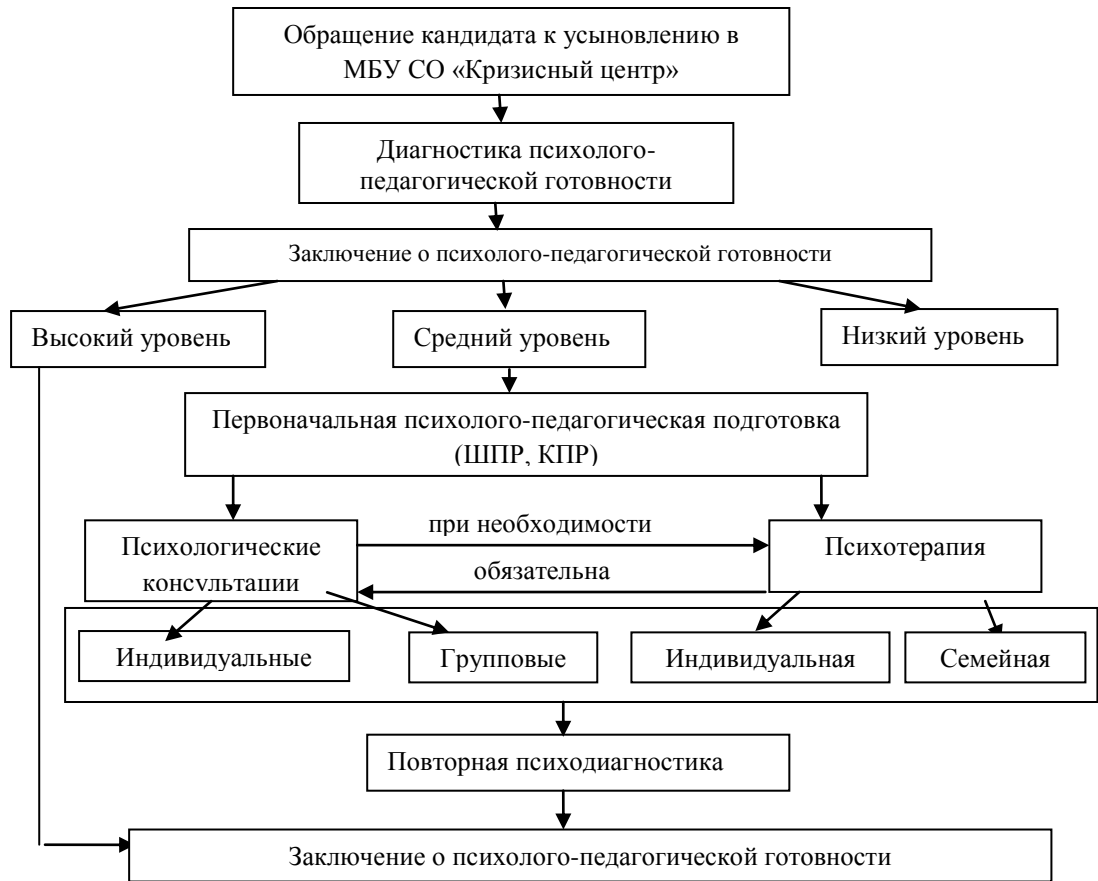 Обращение кандидата к усыновлению в
МБУ СО «Кризисный центр»
Диагностика психолого-
педагогической готовности
Заключение о психолого-педагогической готовности
Высокий уровень
Средний уровень
Низкий уровень
Первоначальная психолого-педагогическая подготовка
(ШПР, КПР)
Психологические
консультации
при необходимости
обязательна
Психотерапия
Индивидуальные
Групповые
Индивидуальная
Семейная
Повторная психодиагностика
Заключение о психолого-педагогической готовности